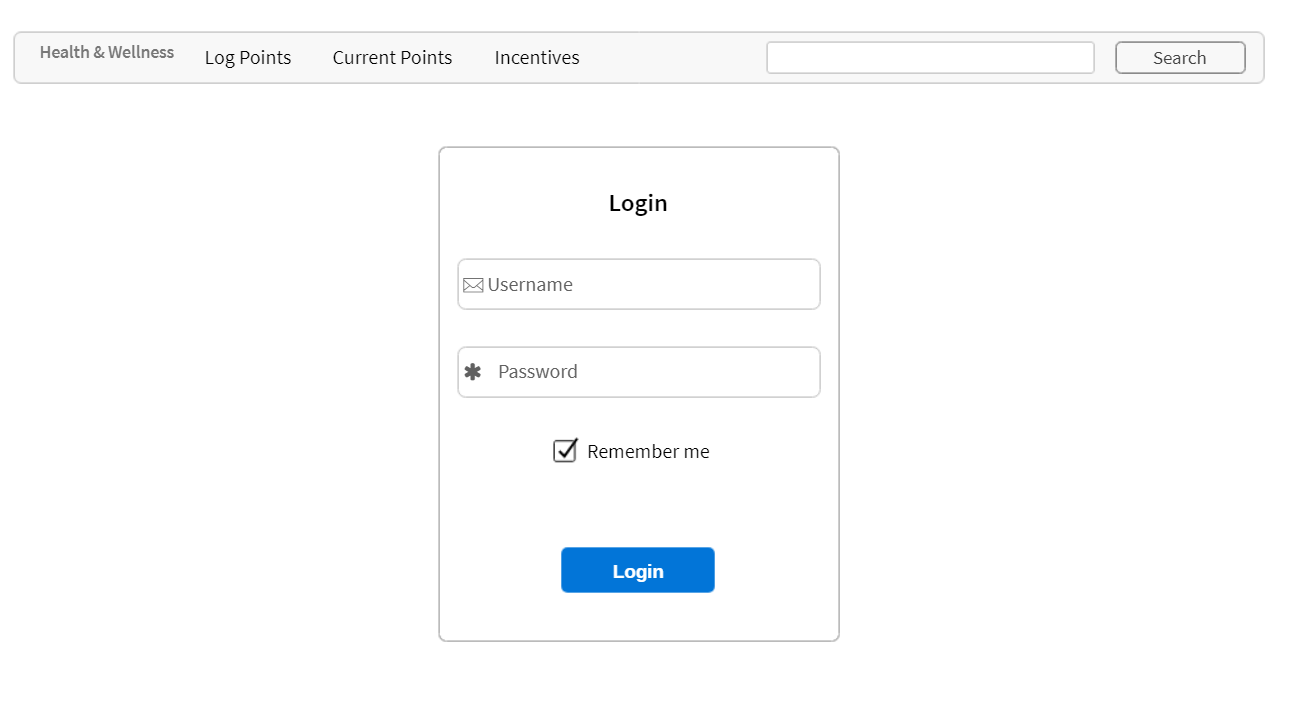 Health & Wellness Log Points Current Points Incentives Search
Login
Username
Password
Remember me
Login